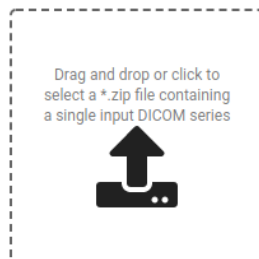 Drag and drop or click to
select a *.zip file containing
a single input DICOM series